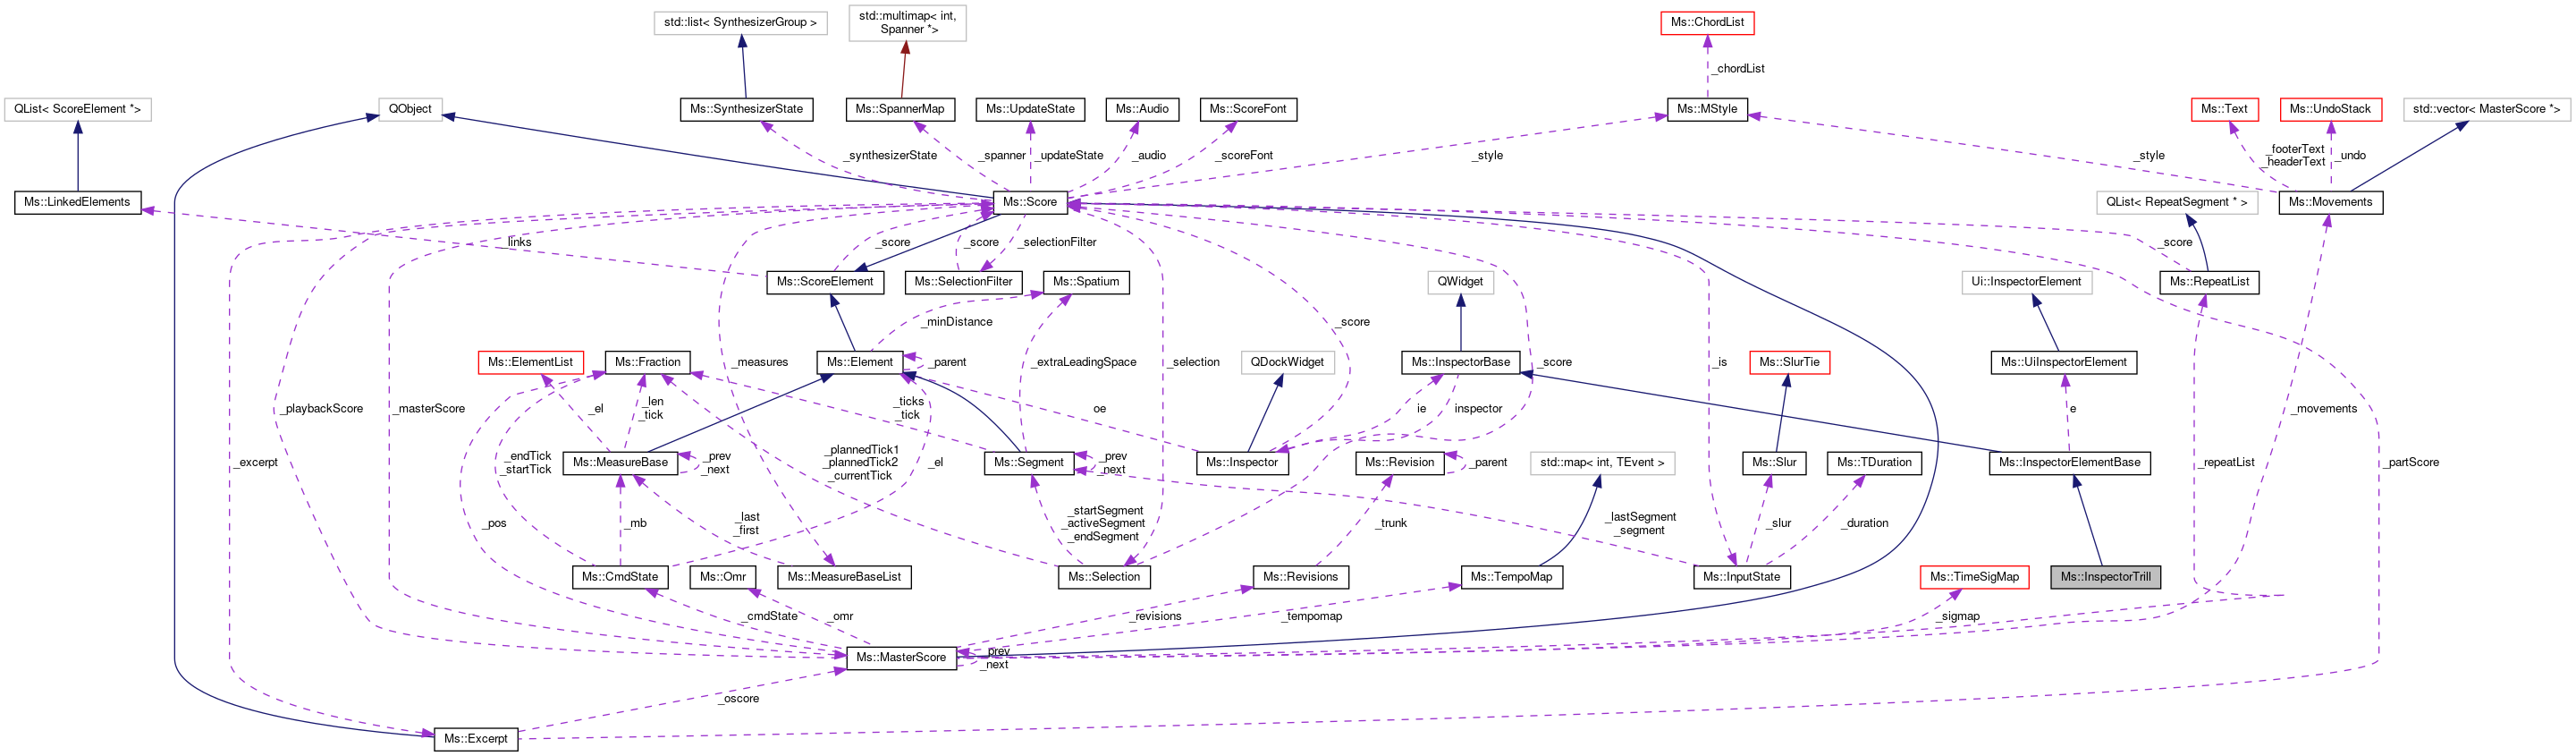 std::list< SynthesizerGroup >
std::multimap< int,
Spanner *>
Ms::ChordList
_chordList
QList< ScoreElement *>
QObject
Ms::SynthesizerState
Ms::SpannerMap
Ms::UpdateState
Ms::Audio
Ms::ScoreFont
Ms::MStyle
Ms::Text
Ms::UndoStack
std::vector< MasterScore *>
_synthesizerState
_spanner
_updateState
_audio
_scoreFont
_style
_style
_footerText
_headerText
_undo
Ms::LinkedElements
Ms::Score
QList< RepeatSegment * >
Ms::Movements
_links
_score
_score
_selectionFilter
_score
Ms::ScoreElement
Ms::SelectionFilter
Ms::Spatium
QWidget
Ui::InspectorElement
Ms::RepeatList
_minDistance
_score
Ms::ElementList
Ms::Fraction
_measures
Ms::Element
_parent
_extraLeadingSpace
_selection
QDockWidget
Ms::InspectorBase
_score
_is
Ms::SlurTie
Ms::UiInspectorElement
_playbackScore
_masterScore
_el
_len
_tick
_ticks
_tick
oe
ie
inspector
e
_movements
_excerpt
_endTick
_startTick
Ms::MeasureBase
_prev
_next
_plannedTick1
_plannedTick2
_currentTick
_el
Ms::Segment
_prev
_next
Ms::Inspector
Ms::Revision
_parent
std::map< int, TEvent >
Ms::Slur
Ms::TDuration
Ms::InspectorElementBase
_repeatList
_partScore
_pos
_mb
_last
_first
_startSegment
_activeSegment
_endSegment
_trunk
_lastSegment
_segment
_slur
_duration
Ms::CmdState
Ms::Omr
Ms::MeasureBaseList
Ms::Selection
Ms::Revisions
Ms::TempoMap
Ms::InputState
Ms::TimeSigMap
Ms::InspectorTrill
_cmdState
_omr
_revisions
_tempomap
_sigmap
Ms::MasterScore
_prev
_next
_oscore
Ms::Excerpt